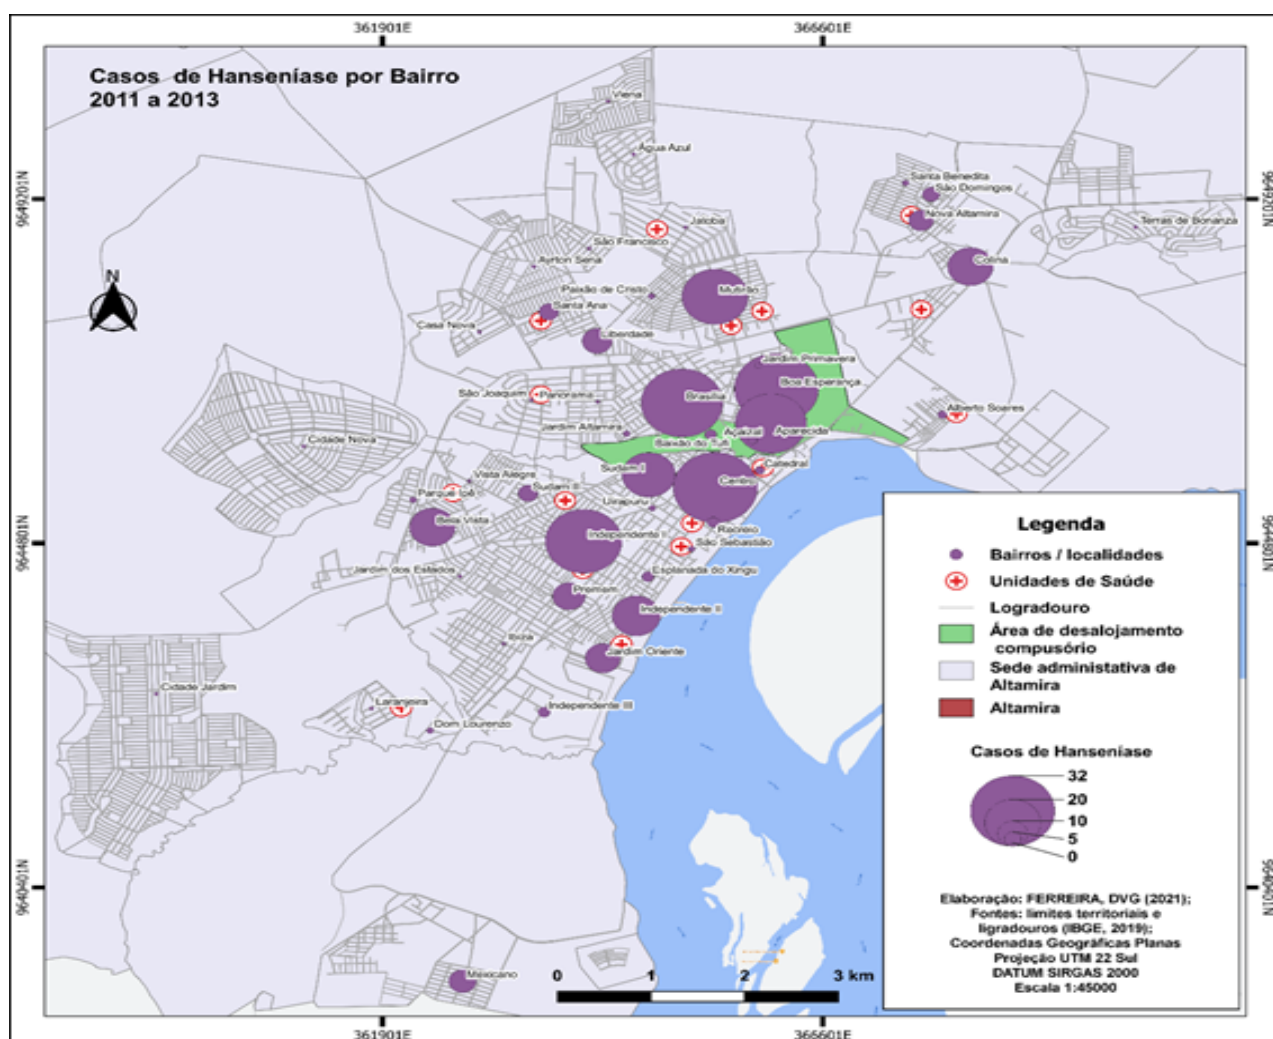 361901E
365601E
Casos de Hanseníase por Bairro
2011 a 2013
9649201N
9649201N
Viena
Água Azul
Santa Benedita
São Domingos
Nova Altamira
Terras de Bonanza
Jatobá
São Francisco
Ayrton Sena
Colina
N
Paixão de Cristo
Mutirão
Santa Ana
Casa Nova
Liberdade
Jardim Primavera
Boa Esperança
São Joaquim
Panorama
Brasília
Alberto Soares
Jardim Altamira
Açaizal
Aparecida
Cidade Nova
Baixão do Tufi
Vista Alegre
Sudam I
Catedral
Parque Ipê
Sudam II
Centro
Uirapuru
Bela Vista
Independente I
Recreio
São Sebastião
9644801N
9644801N
Jardim dos Estados
Esplanada do Xingu
Premem
Independente II
Ibiza
Jardim Oriente
Cidade Jardim
Laranjeira
Independente III
Dom Lourenzo
Legenda
Bairros / localidades
Unidades de Saúde
Logradouro
Área de desalojamento
compusório
Sede administativa de
Altamira
Altamira
Casos de Hanseníase
32
20
10
5
0
9640401N
9640401N
Elaboração: FERREIRA, DVG (2021);
Fontes: limites territoriais e
ligradouros (IBGE, 2019);
Coordenadas Geográficas Planas
Projeção UTM 22 Sul
DATUM SIRGAS 2000
Escala 1:45000
Mexicano
0 1 2 3 km
361901E
365601E